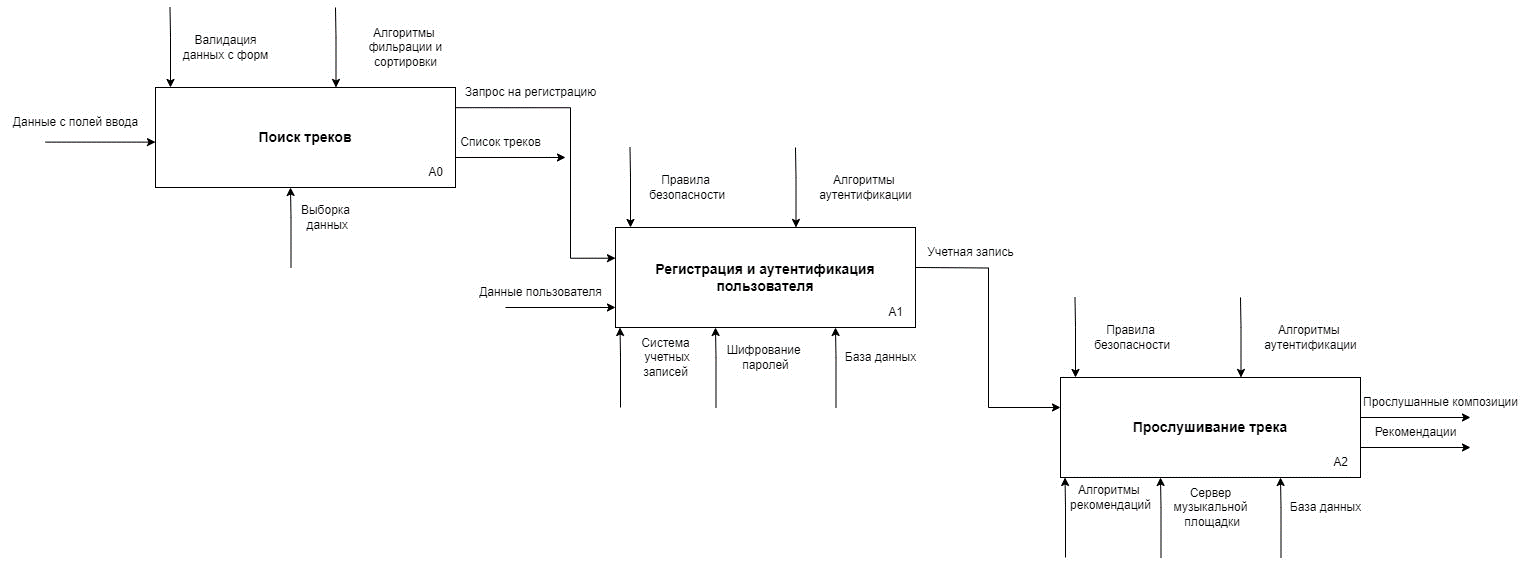 Валидация
данных с форм
Алгоритмы
фильрации и
сортировки
Данные с полей ввода
Поиск треков
A0
Запрос на регистрацию
Список треков
Выборка
данных
Правила
безопасности
Алгоритмы
аутентификации
Данные пользователя
Регистрация и аутентификация
пользователя
A1
Учетная запись
Система
учетных
записей
Шифрование
паролей
База данных
Правила
безопасности
Алгоритмы
аутентификации
Прослушивание трека
A2
Прослушанные композиции
Рекомендации
Алгоритмы
рекомендаций
Сервер
музыкальной
площадки
База данных